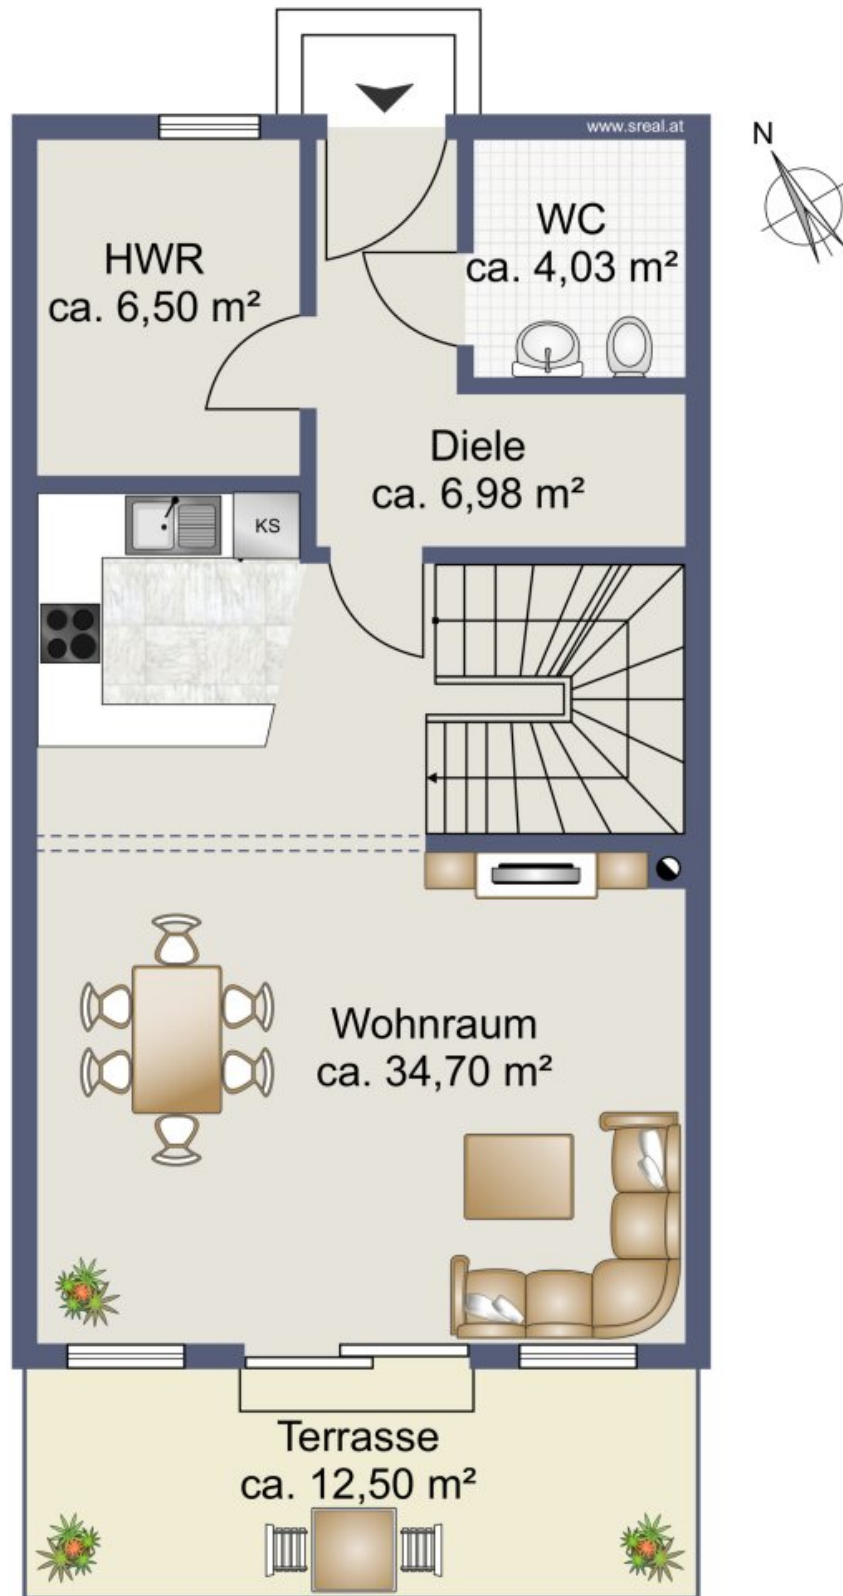 www.sreal.at
N
HWR
ca. 6,50 m²
WC
ca. 4,03 m²
Diele
ca. 6,98 m²
KS
Wohnraum
ca. 34,70 m²
Terrasse
ca. 12,50 m²